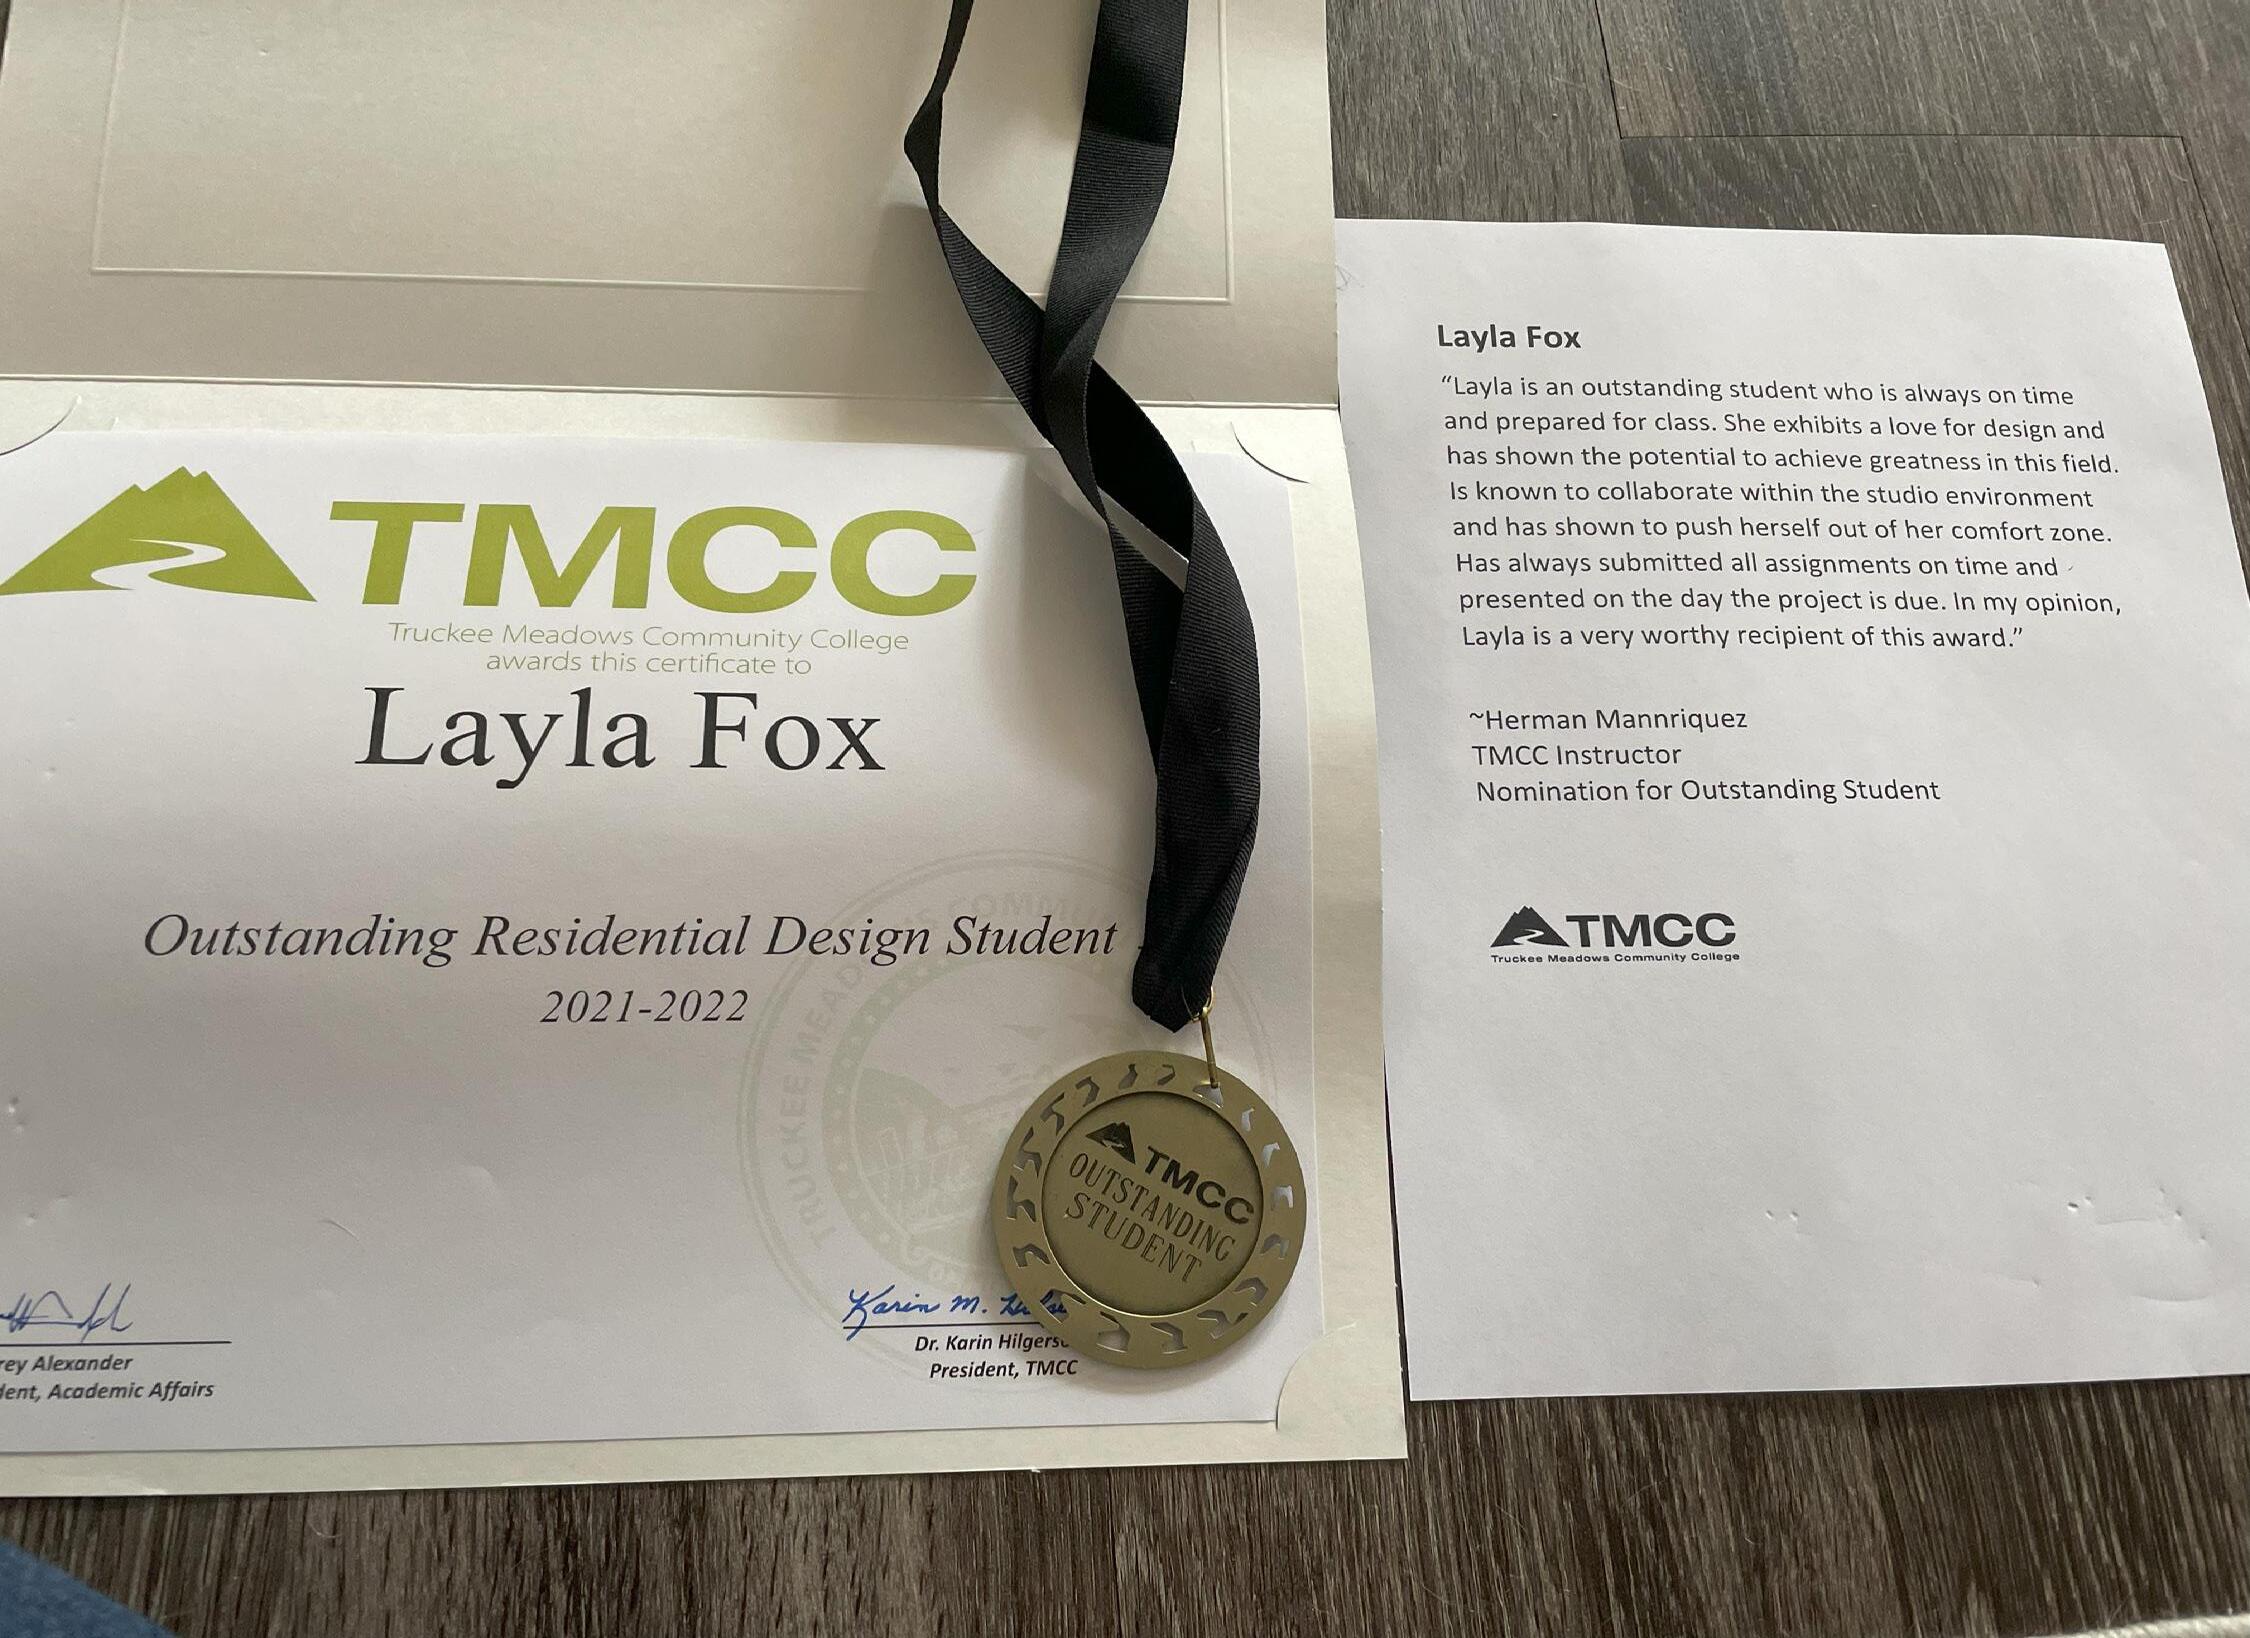 TMCC
Truckee Meadows Community College
awards this certificate to
Layla Fox
Outstanding Residential Design Student
2021-2022
TRUCKEE MEADOWS COMMU
Karin M.
Alexander
Academic Affairs
Dr. Karin
President, TMCC
TMCC
OUTSTANDING
STUDENT
Layla Fox
“Layla is an outstanding student who is always on time
and prepared for class. She exhibits a love for design and
has shown the potential to achieve greatness in this field.
Is known to collaborate within the studio environment
and has shown to push herself out of her comfort zone.
Has always submitted all assignments on time and
presented on the day the project is due. In my opinion,
Layla is a very worthy recipient of this award.”
~Herman Mannriquez
TMCC Instructor
Nomination for Outstanding Student
TMCC
Truckee Meadows Community College